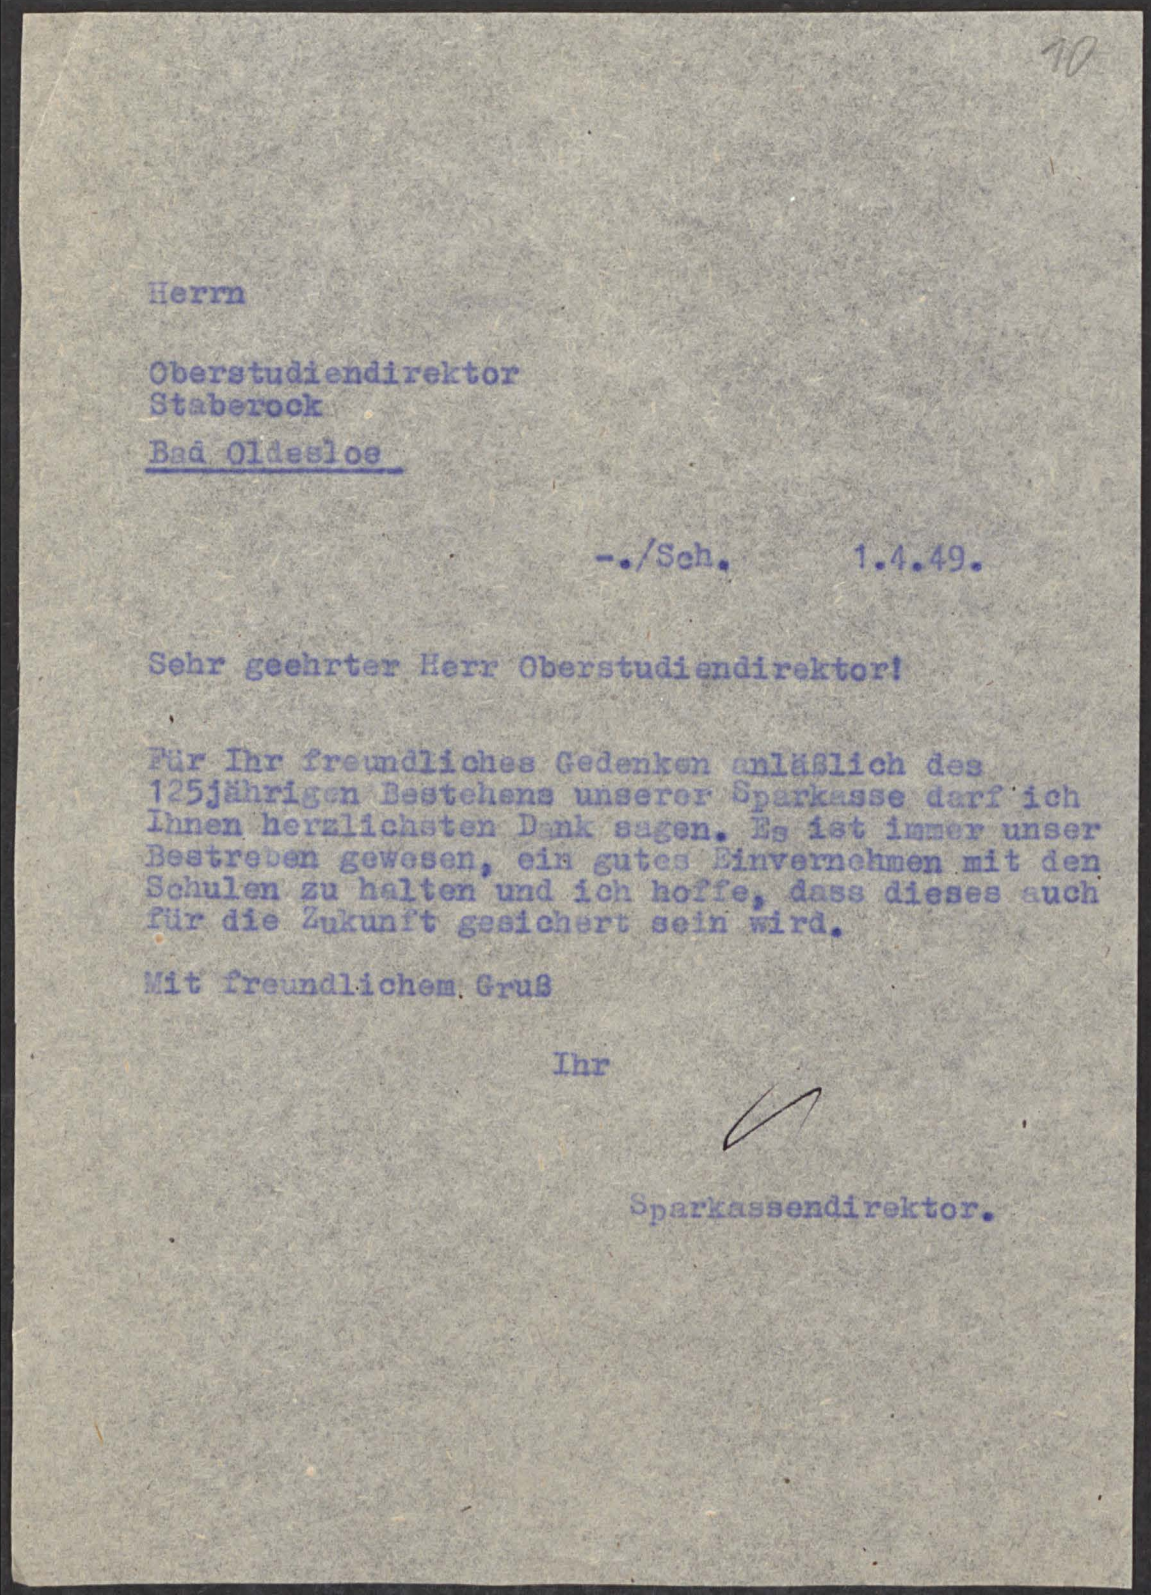 10
Herrn
Oberstudiendirektor
Staberock
Bad Oldesloe
-./Sch. 1.4.49.
Sehr geehrter Herr Oberstudiendirektor!
Für Ihr freundliches Gedenken anläßlich des
125jährigen Bestehens unserer Sparkasse darf ich
Ihnen herzlichsten Dank sagen. Es ist immer unser
Bestreben gewesen, ein gutes Einvernehmen mit den
Schulen zu halten und ich hoffe, dass dieses auch
für die Zukunft gesichert sein wird.
Mit freundlichem Gruß
Ihr
Sparkassendirektor.